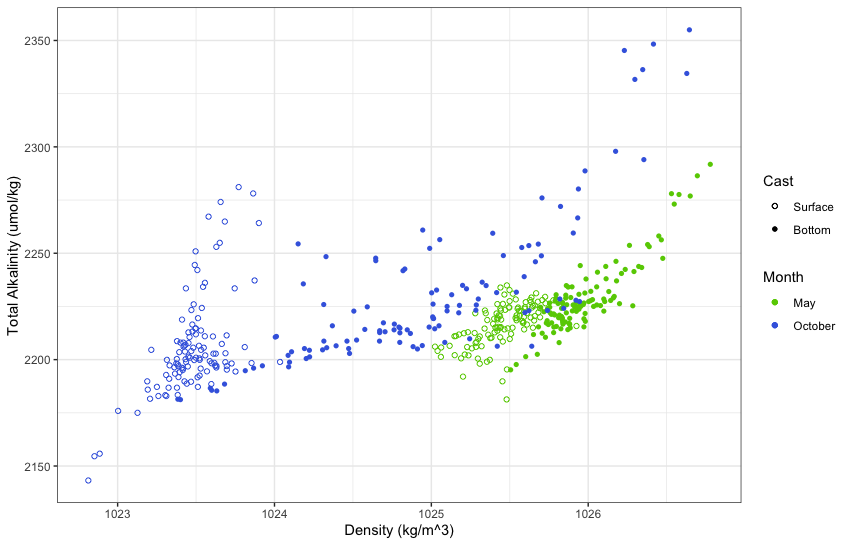 2350
2300
2250
2200
2150
Total Alkalinity (umol/kg)
1023
1024
1025
1026
Density (kg/m^3)
Cast
Surface
Bottom
Month
May
October